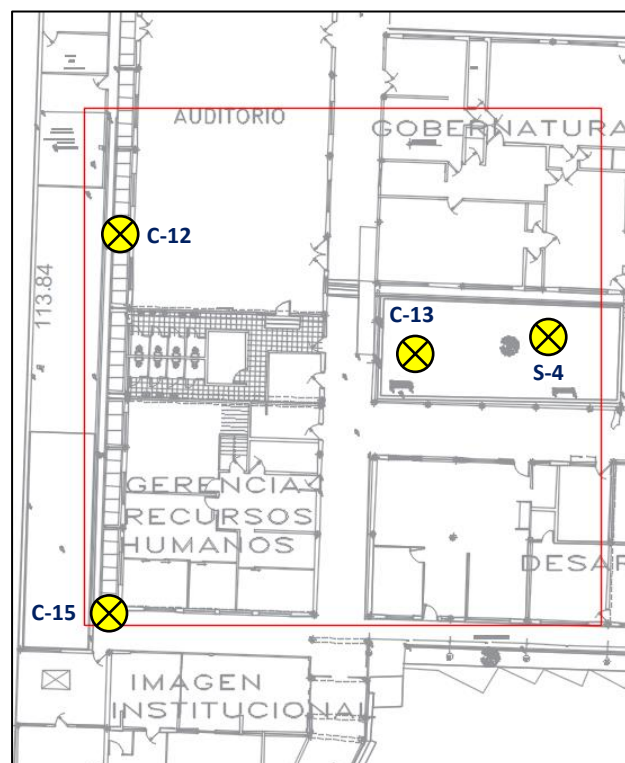 AUDITORIO
GOBERNATURA
C-12
113.84
C-13
S-4
GERENCIA Y
RECURSOS
HUMANOS
DESAR
C-15
IMAGEN
INSTITUCIONAL